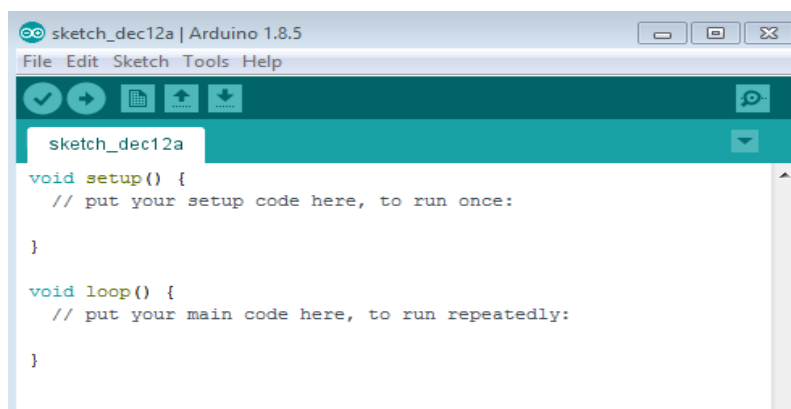 sketch_dec12a | Arduino 1.8.5
File Edit Sketch Tools Help
sketch_dec12a
void setup() {
  // put your setup code here, to run once:
}
void loop() {
  // put your main code here, to run repeatedly:
}